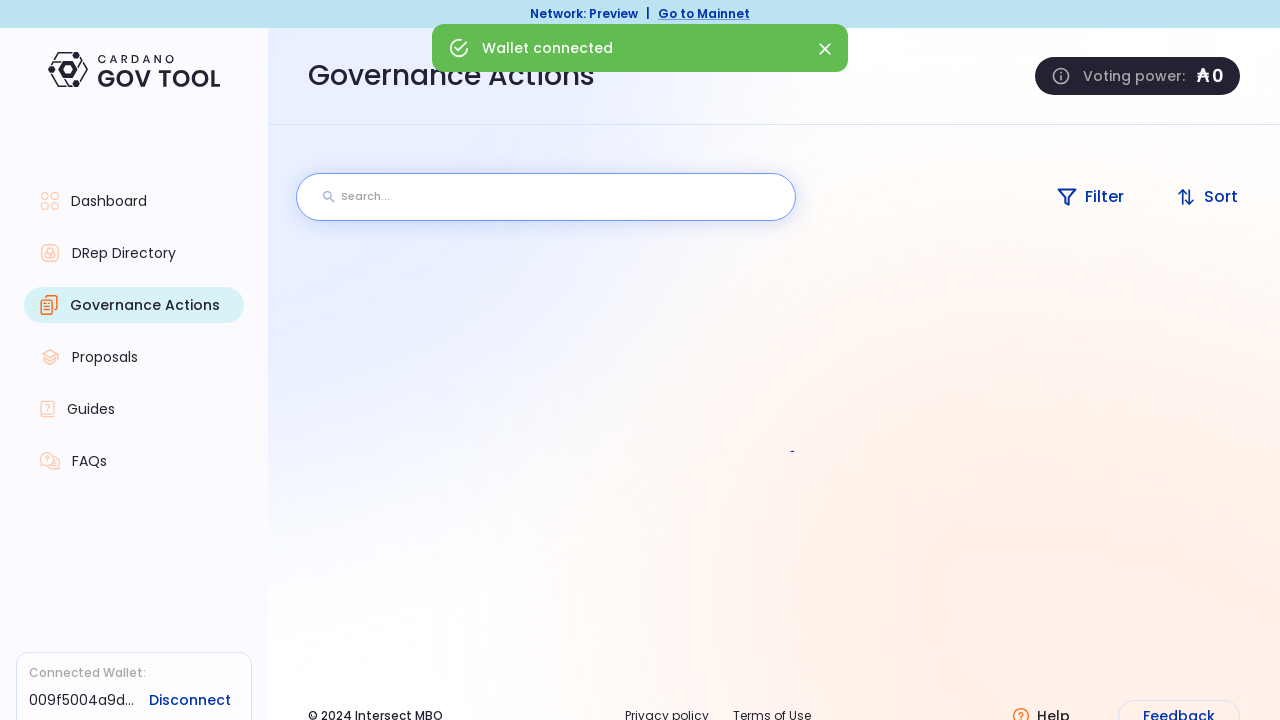 Network: Preview | Go to Mainnet
Wallet connected
CARDANO
GOV TOOL
Governance Actions
Voting power: ₳0
Dashboard
DRep Directory
Governance Actions
Proposals
Guides
FAQs
Search...
Filter
Sort
-
Connected Wallet:
009f5004a9d...
Disconnect
© 2024 Intersect MBO
Privacy policy
Terms of Use
Help
Feedback